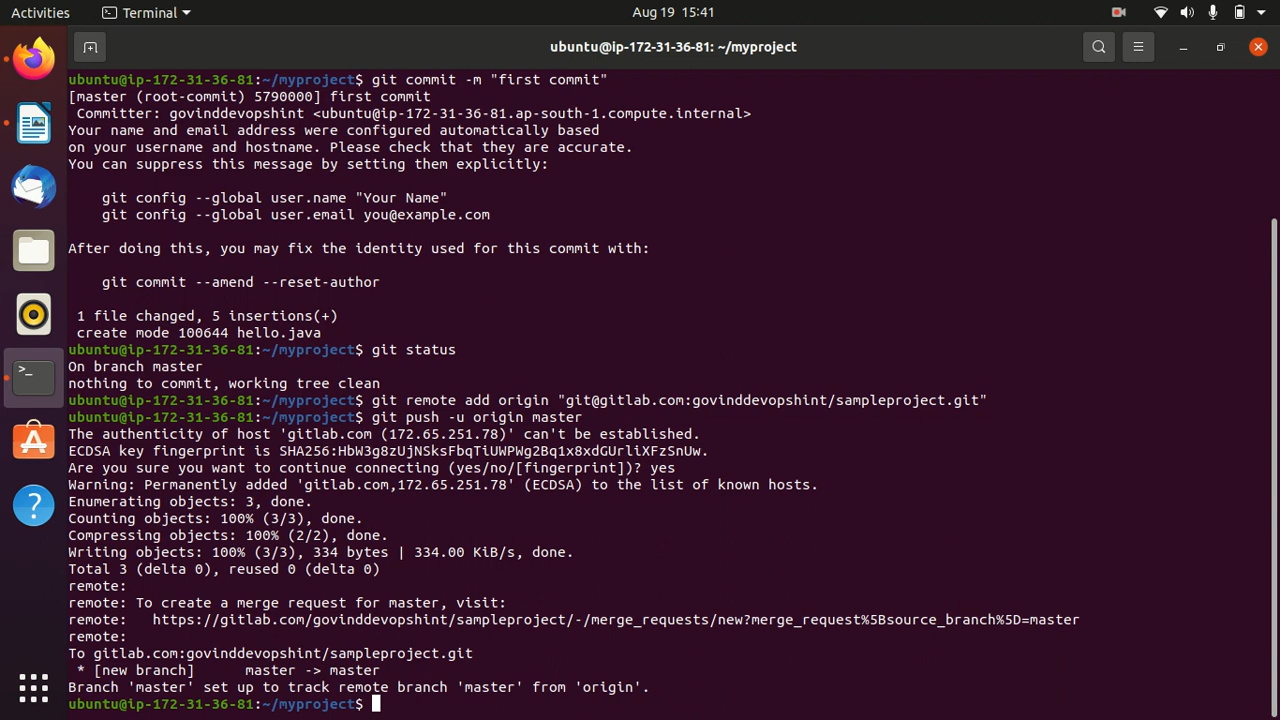 Activities
Terminal
Aug 19 15:41
ubuntu@ip-172-31-36-81: ~/myproject
ubuntu@ip-172-31-36-81:~/myproject$ git commit -m "first commit"
[master (root-commit) 5790000] first commit
 Committer: govinddevopshint <ubuntu@ip-172-31-36-81.ap-south-1.compute.internal>
Your name and email address were configured automatically based
on your username and hostname. Please check that they are accurate.
You can suppress this message by setting them explicitly:
    git config --global user.name "Your Name"
    git config --global user.email you@example.com
After doing this, you may fix the identity used for this commit with:
    git commit --amend --reset-author
 1 file changed, 5 insertions(+)
 create mode 100644 hello.java
ubuntu@ip-172-31-36-81:~/myproject$ git status
On branch master
nothing to commit, working tree clean
ubuntu@ip-172-31-36-81:~/myproject$ git remote add origin "git@gitlab.com:govinddevopshint/sampleproject.git"
ubuntu@ip-172-31-36-81:~/myproject$ git push -u origin master
The authenticity of host 'gitlab.com (172.65.251.78)' can't be established.
ECDSA key fingerprint is SHA256:HbW3g8zUjNSksFbqTiUWPWg2Bq1x8xdGUrliXFzSnUw.
Are you sure you want to continue connecting (yes/no/[fingerprint])? yes
Warning: Permanently added 'gitlab.com,172.65.251.78' (ECDSA) to the list of known hosts.
Enumerating objects: 3, done.
Counting objects: 100% (3/3), done.
Compressing objects: 100% (2/2), done.
Writing objects: 100% (3/3), 334 bytes | 334.00 KiB/s, done.
Total 3 (delta 0), reused 0 (delta 0)
remote:
remote: To create a merge request for master, visit:
remote:   https://gitlab.com/govinddevopshint/sampleproject/-/merge_requests/new?merge_request%5Bsource_branch%5D=master
remote:
To gitlab.com:govinddevopshint/sampleproject.git
 * [new branch]      master -> master
Branch 'master' set up to track remote branch 'master' from 'origin'.
ubuntu@ip-172-31-36-81:~/myproject$